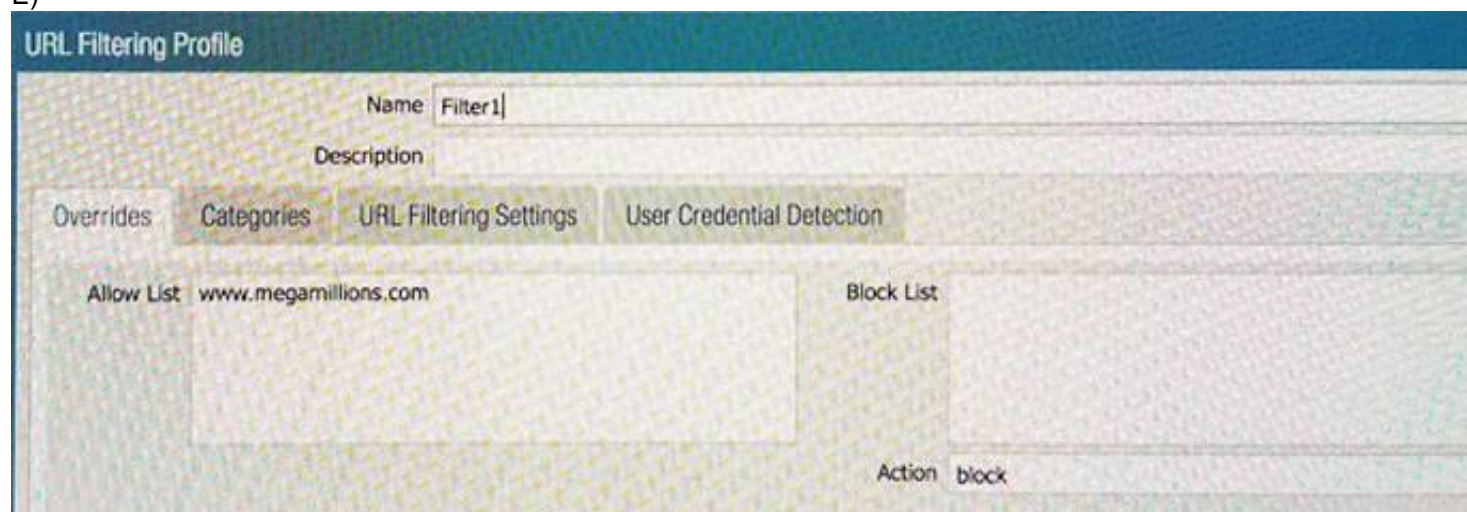 E)
URL Filtering Profile
Name Filter1
Description
Overrides Categories URL Filtering Settings User Credential Detection
Allow List www.megamillions.com Block List
Action block